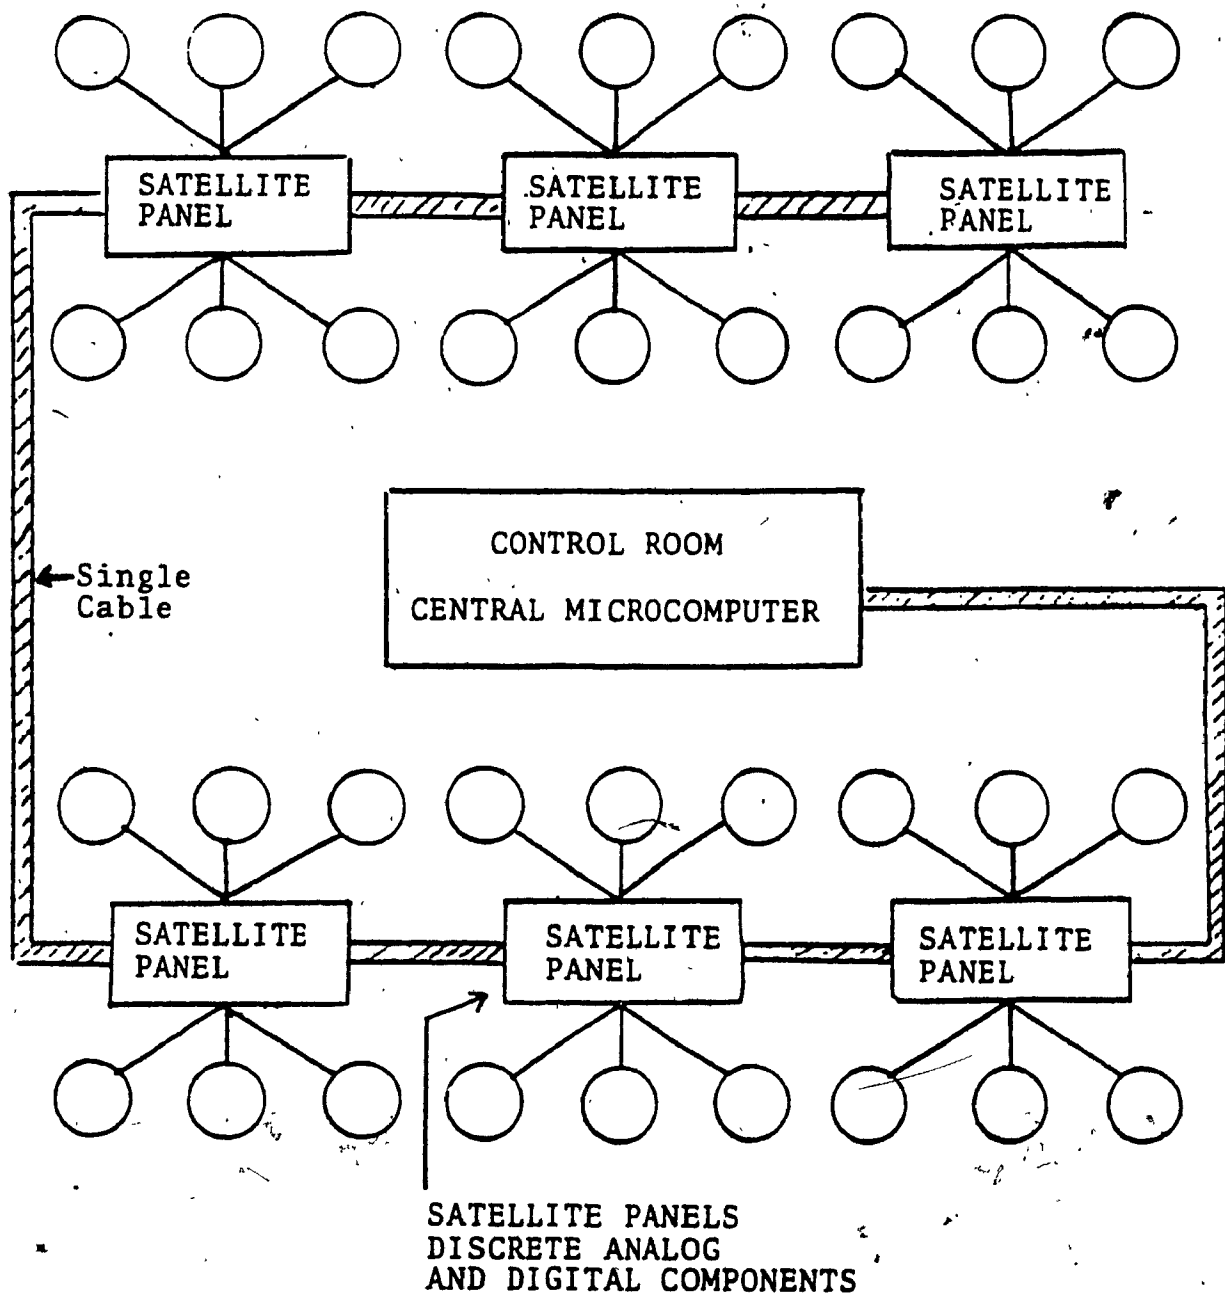 SATELLITE
PANEL
SATELLITE
PANEL
SATELLITE
PANEL
CONTROL ROOM
CENTRAL MICROCOMPUTER
Single
Cable
SATELLITE
PANEL
SATELLITE
PANEL
SATELLITE
PANEL
SATELLITE PANELS
DISCRETE ANALOG
AND DIGITAL COMPONENTS